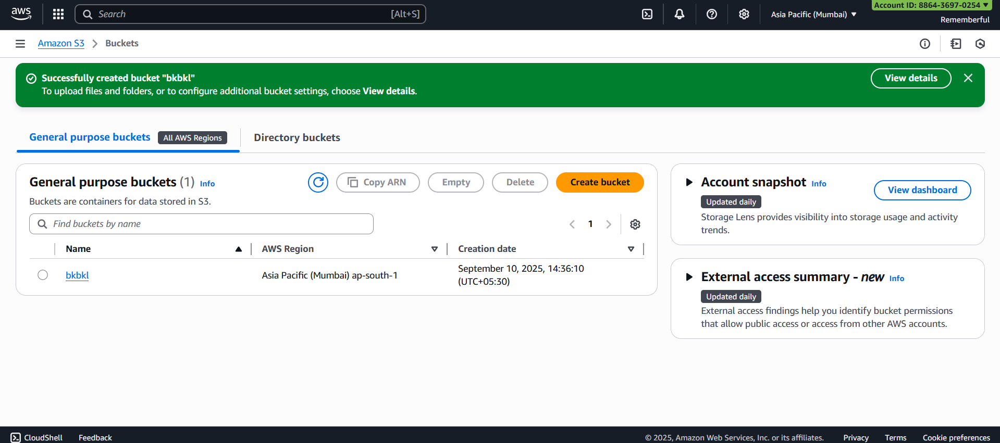 aws
Search [Alt+S]
Asia Pacific (Mumbai)
Account ID: 8864-3697-0254
Rememberful
Amazon S3 > Buckets
Successfully created bucket "bkbkl"
To upload files and folders, or to configure additional bucket settings, choose View details.
View details
General purpose buckets All AWS Regions
Directory buckets
General purpose buckets (1) Info
Copy ARN
Empty
Delete
Create bucket
Buckets are containers for data stored in S3.
Find buckets by name
1
Name AWS Region Creation date
bkbkl Asia Pacific (Mumbai) ap-south-1 September 10, 2025, 14:36:10
(UTC+05:30)
Account snapshot Info
View dashboard
Updated daily
Storage Lens provides visibility into storage usage and activity
trends.
External access summary - new Info
Updated daily
External access findings help you identify bucket permissions
that allow public access or access from other AWS accounts.
CloudShell Feedback © 2025, Amazon Web Services, Inc. or its affiliates. Privacy Terms Cookie preferences